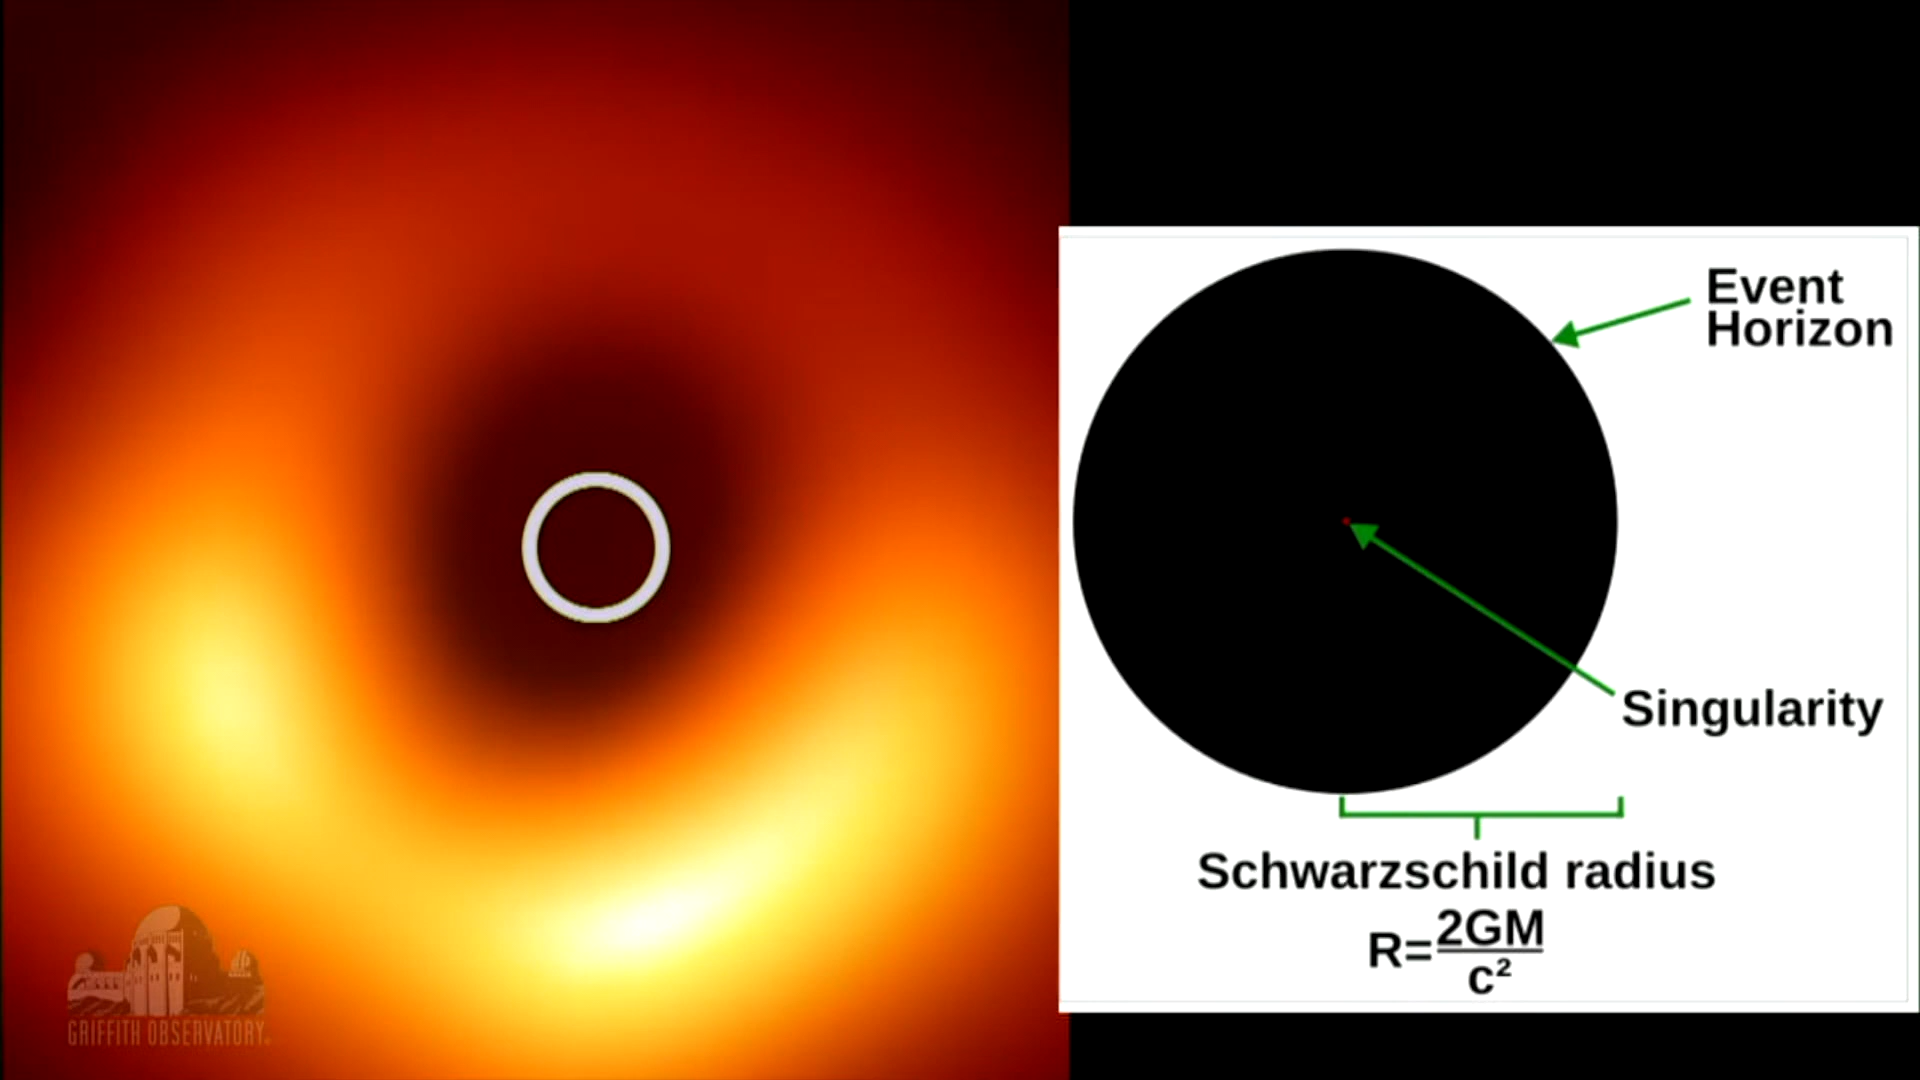 Event
Horizon
Singularity
Schwarzschild radius
R=2GM
c²
GRIFFITH OBSERVATORY